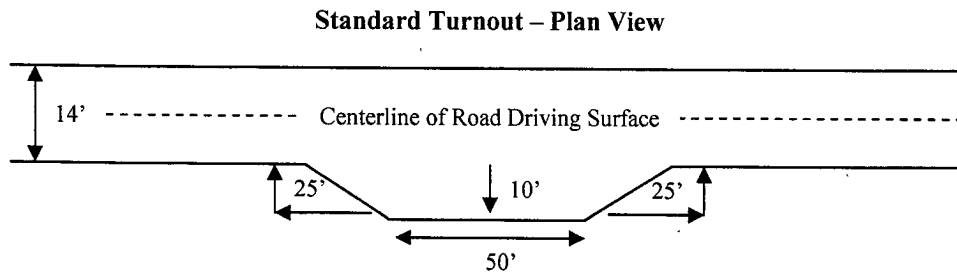 Standard Turnout – Plan View
14’
Centerline of Road Driving Surface
25’
10’
25’
50’